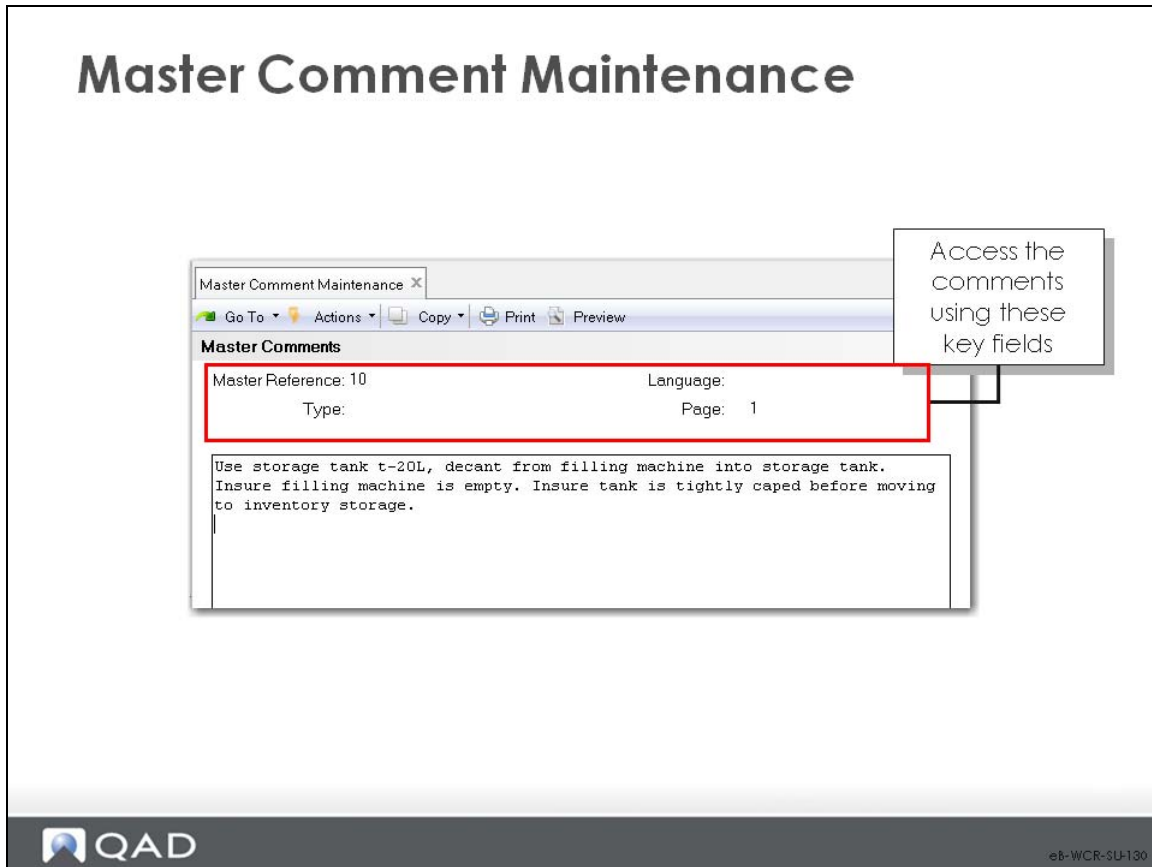 Master Comment Maintenance
Access the
comments
using these
key fields
Master Comment Maintenance X
Go To Actions Copy Print Preview
Master Comments
Master Reference: 10 Language:
Type: Page: 1
Use storage tank t-20L, decant from filling machine into storage tank.
Insure filling machine is empty. Insure tank is tightly caped before moving
to inventory storage.
QAD
eB-WCR-SU-130